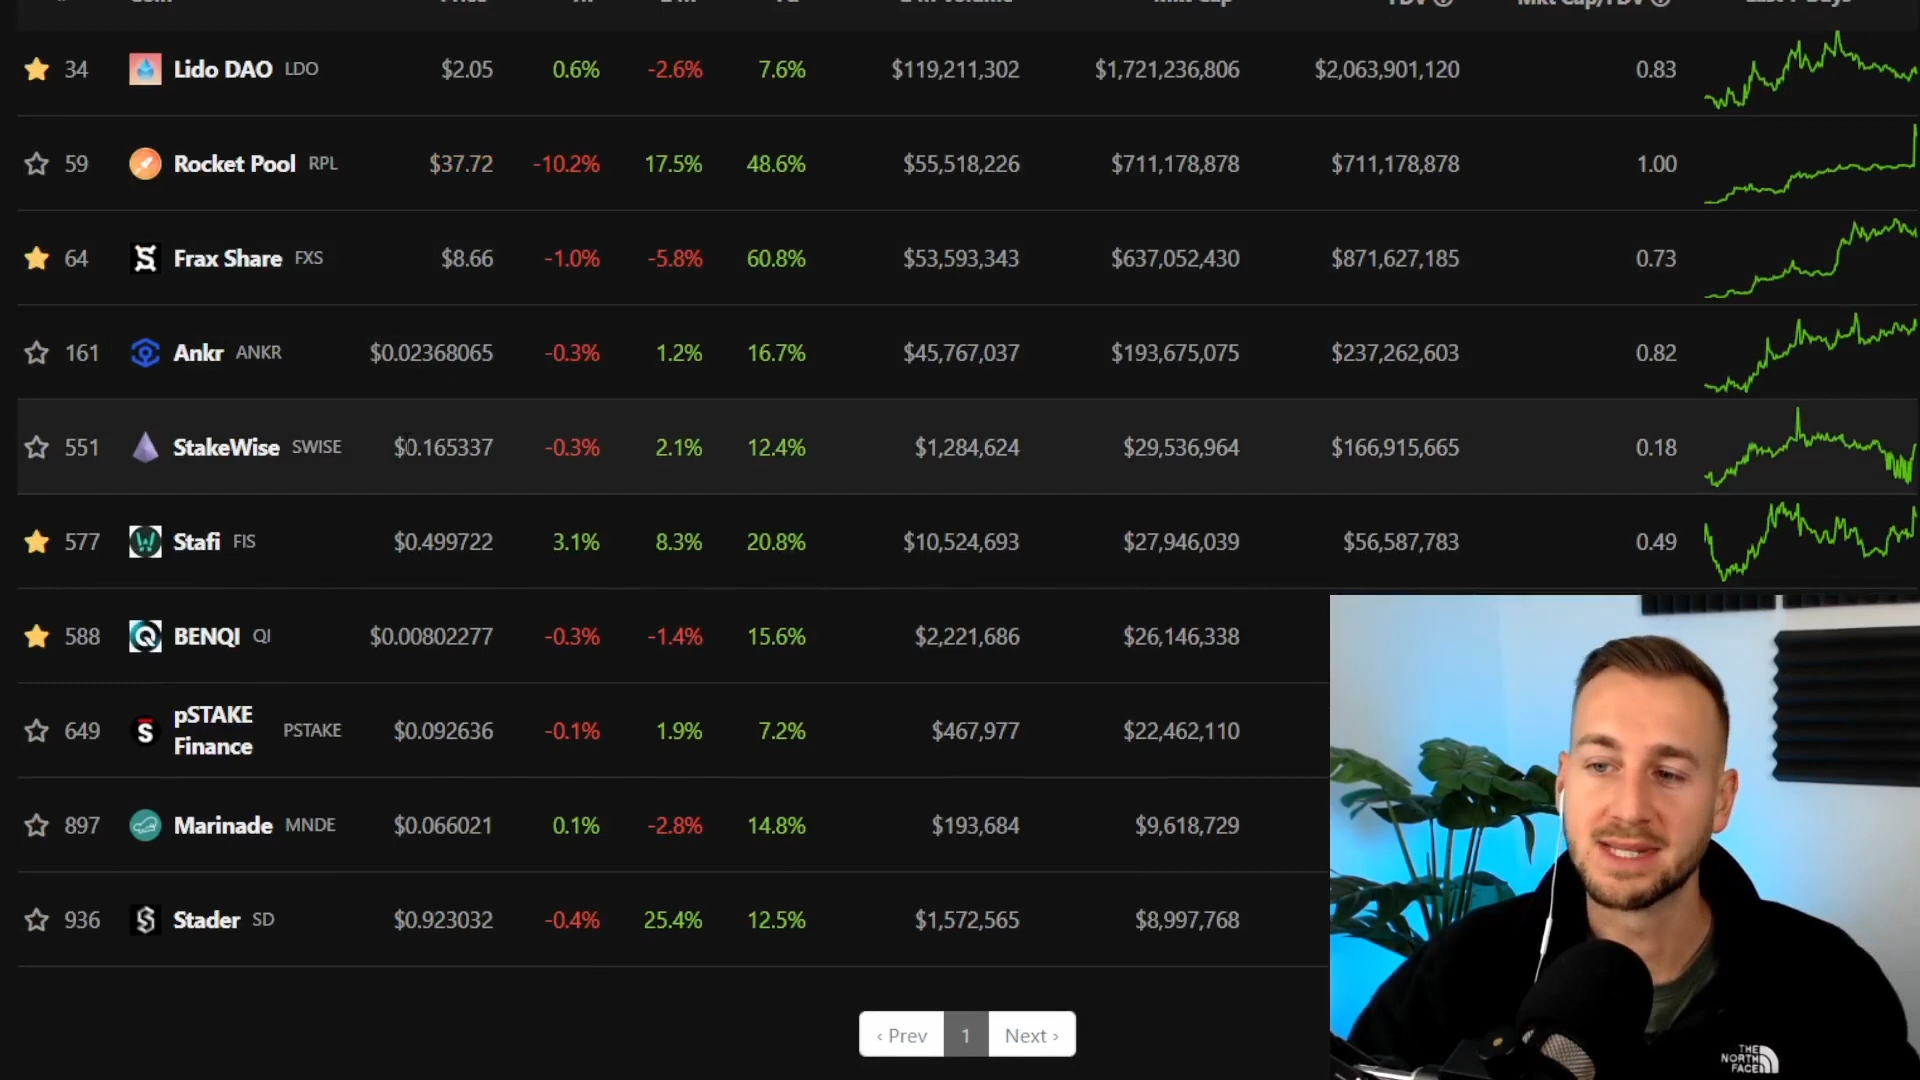 34 Lido DAO LDO $2.05 0.6% -2.6% 7.6% $119,211,302 $1,721,236,806 $2,063,901,120 0.83
59 Rocket Pool RPL $37.72 -10.2% 17.5% 48.6% $55,518,226 $711,178,878 $711,178,878 1.00
64 Frax Share FXS $8.66 -1.0% -5.8% 60.8% $53,593,343 $637,052,430 $871,627,185 0.73
161 Ankr ANKR $0.02368065 -0.3% 1.2% 16.7% $45,767,037 $193,675,075 $237,262,603 0.82
551 StakeWise SWISE $0.165337 -0.3% 2.1% 12.4% $1,284,624 $29,536,964 $166,915,665 0.18
577 Stafi FIS $0.499722 3.1% 8.3% 20.8% $10,524,693 $27,946,039 $56,587,783 0.49
588 BENQI QI $0.00802277 -0.3% -1.4% 15.6% $2,221,686 $26,146,338
649 pSTAKE
Finance PSTAKE $0.092636 -0.1% 1.9% 7.2% $467,977 $22,462,110
897 Marinade MNDE $0.066021 0.1% -2.8% 14.8% $193,684 $9,618,729
936 Stader SD $0.923032 -0.4% 25.4% 12.5% $1,572,565 $8,997,768
‹ Prev 1 Next ›
THE
NORTH
FACE